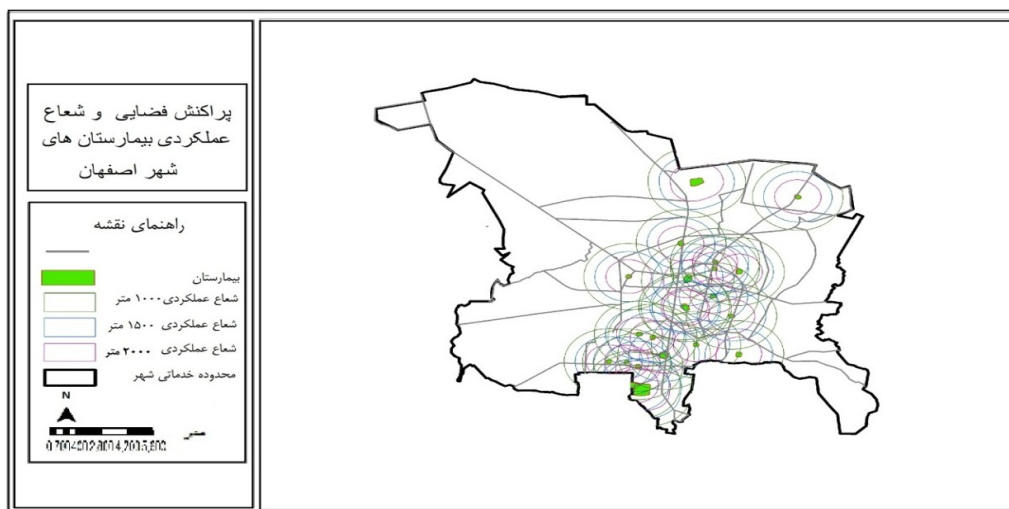 پراکنش فضایی و شعاع
عملکردی بیمارستان های
شهر اصفهان
راهنمای نقشه
بیمارستان
شعاع عملکردی ۱۰۰۰ متر
شعاع عملکردی ۱۵۰۰ متر
شعاع عملکردی ۲۰۰۰ متر
محدوده خدماتی شهر
N
متر